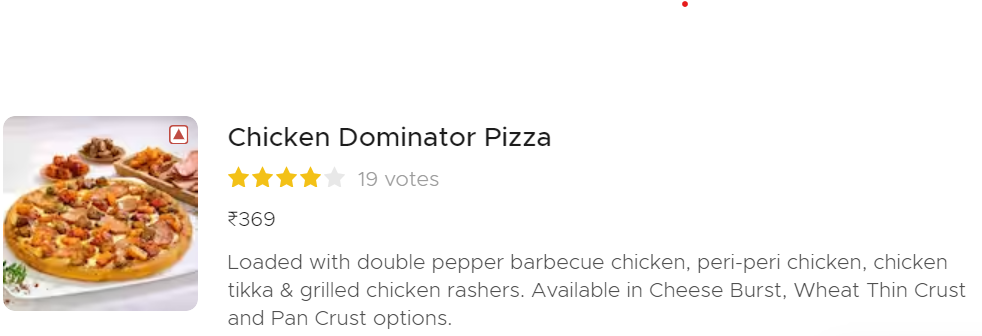 Chicken Dominator Pizza
19 votes
₹369
Loaded with double pepper barbecue chicken, peri-peri chicken, chicken
tikka & grilled chicken rashers. Available in Cheese Burst, Wheat Thin Crust
and Pan Crust options.